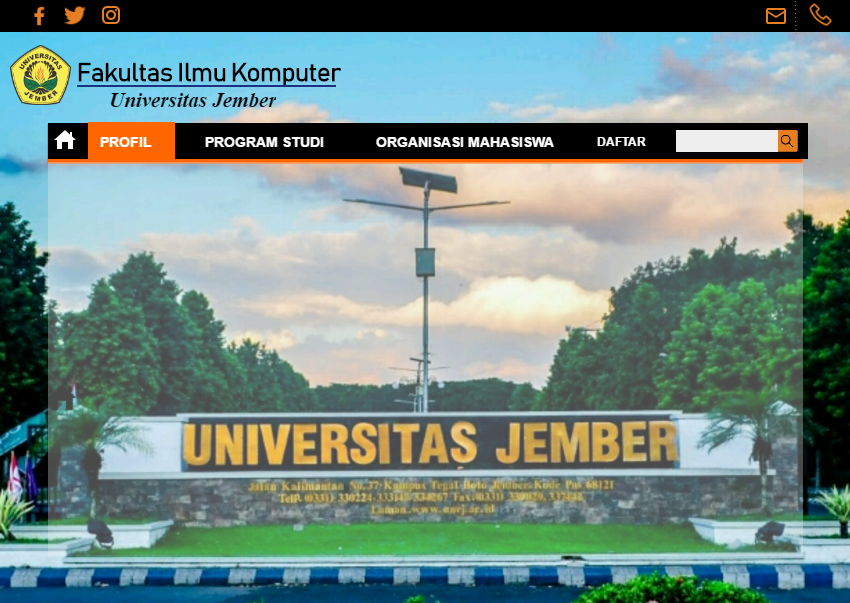 UNIVERSITAS
JEMBER
Fakultas Ilmu Komputer
Universitas Jember
PROFIL
PROGRAM STUDI
ORGANISASI MAHASISWA
DAFTAR
UNIVERSITAS JEMBER
Jalan Kalimantan No.37 Kampus Tegal Boto Jember Kode Pos 68121
Telp. (0331) 330224-333147 334267 Fax.(0331)
Laman.www.unej.ac.id